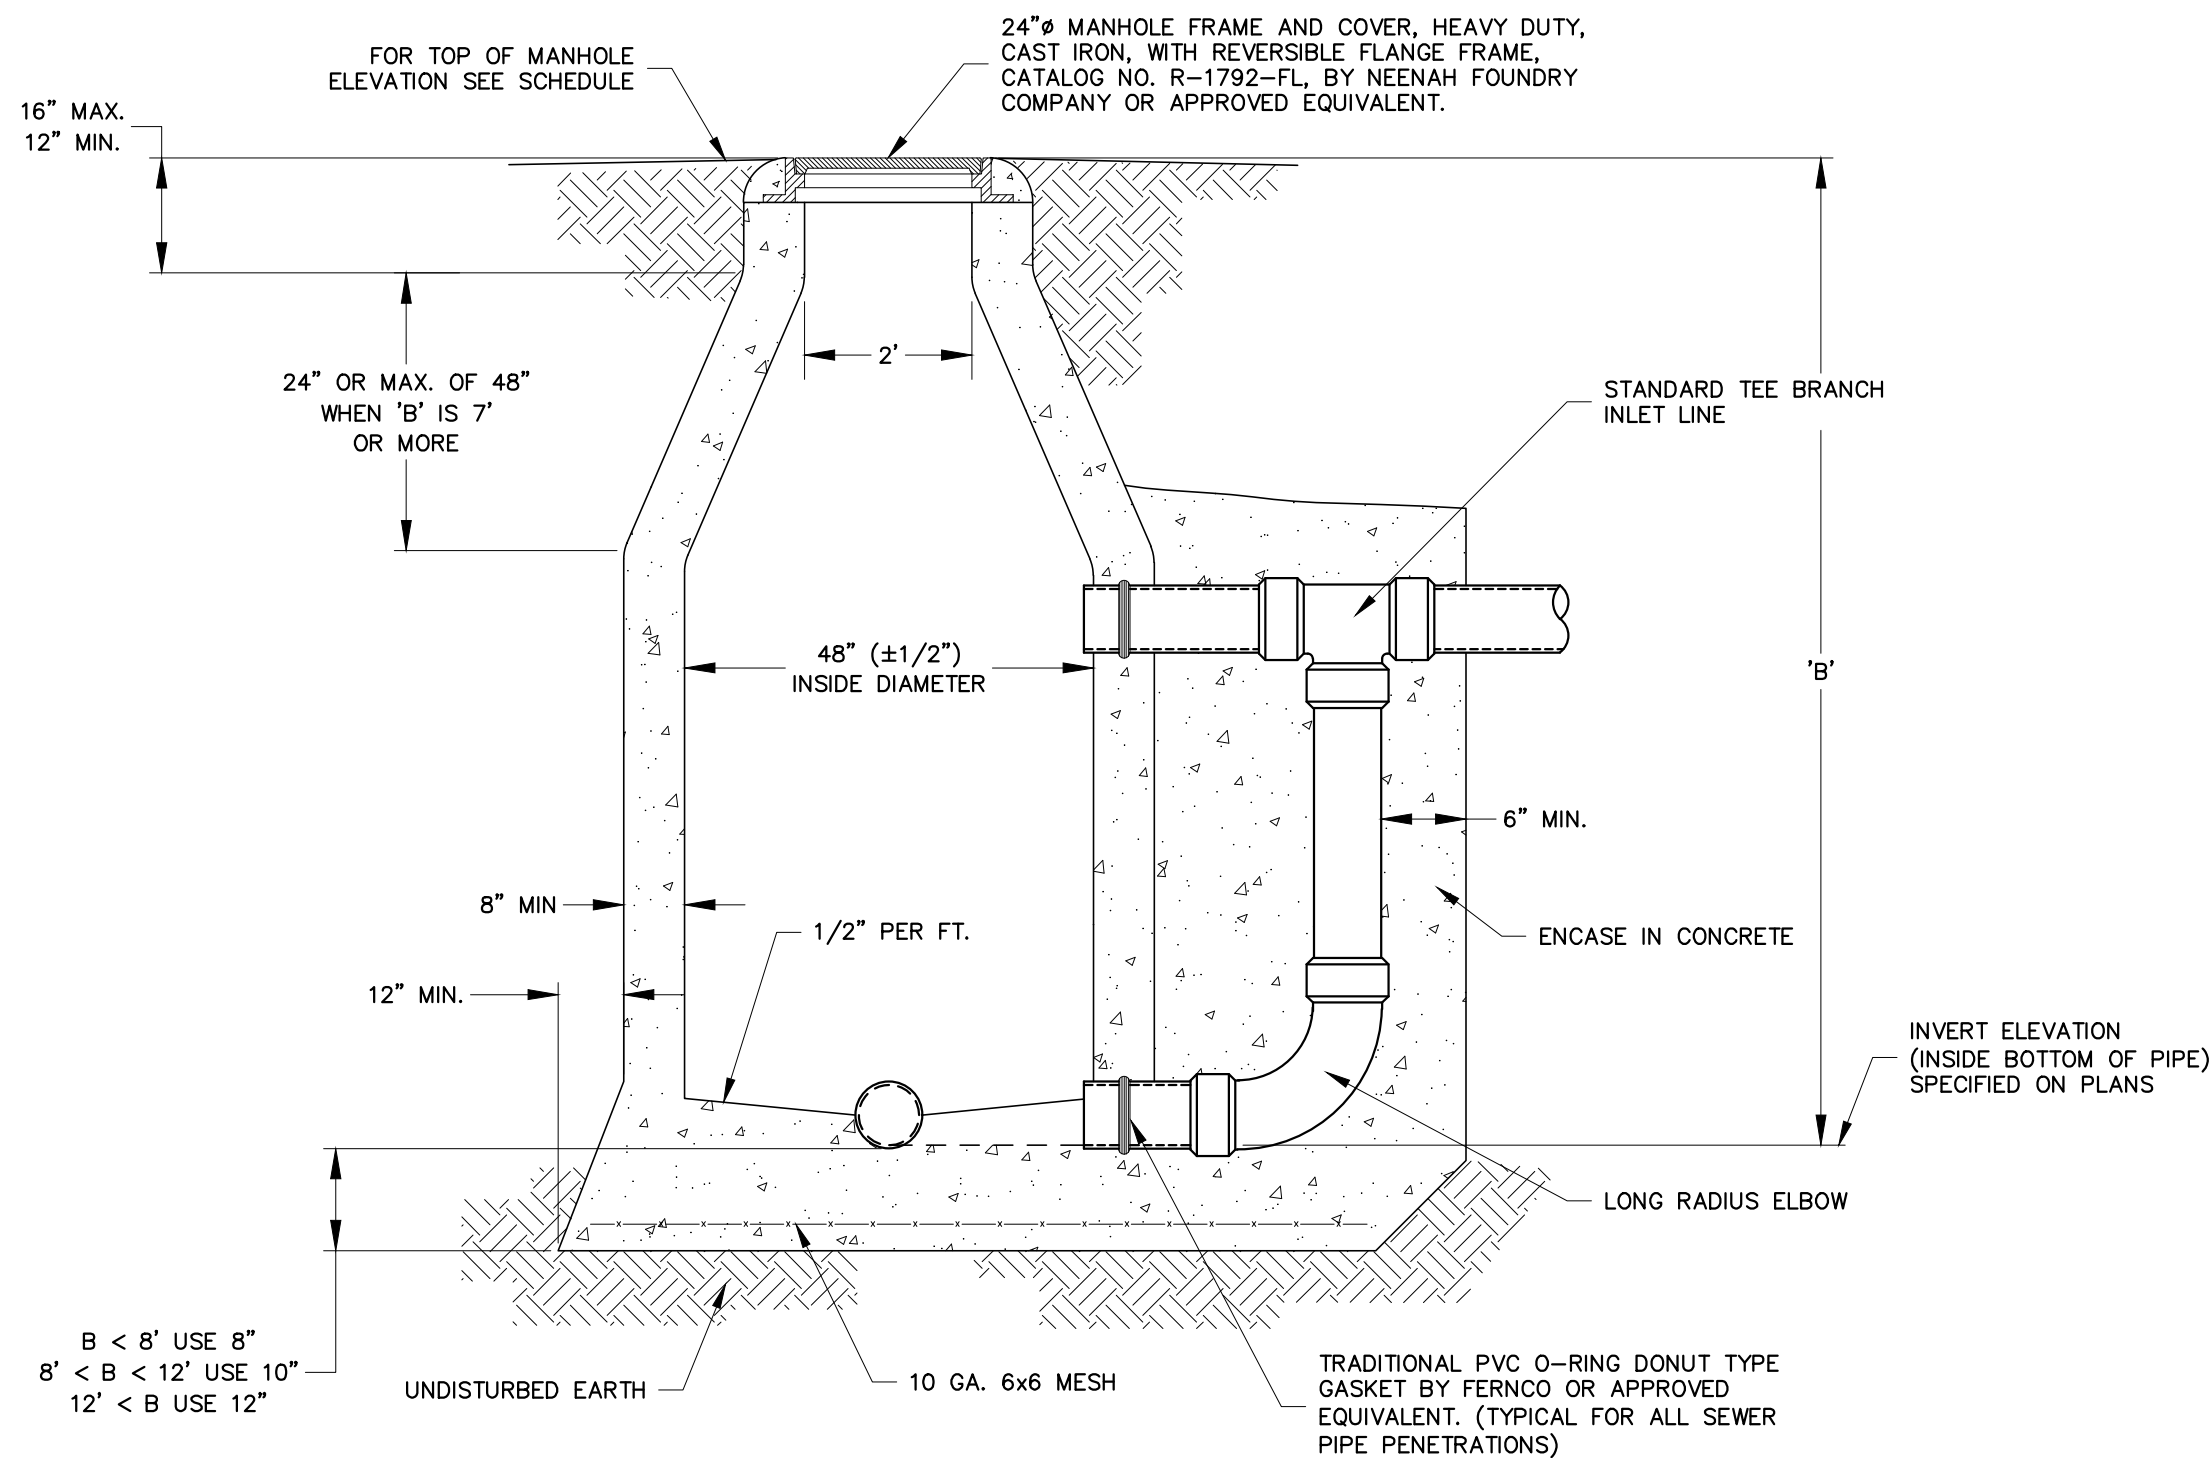 24"ø MANHOLE FRAME AND COVER, HEAVY DUTY,
CAST IRON, WITH REVERSIBLE FLANGE FRAME,
CATALOG NO. R-1792-FL, BY NEENAH FOUNDRY
COMPANY OR APPROVED EQUIVALENT.
FOR TOP OF MANHOLE
ELEVATION SEE SCHEDULE
16" MAX.
12" MIN.
2'
24" OR MAX. OF 48"
WHEN 'B' IS 7'
OR MORE
STANDARD TEE BRANCH
INLET LINE
48" (±1/2")
INSIDE DIAMETER
'B'
6" MIN.
8" MIN
1/2" PER FT.
ENCASE IN CONCRETE
12" MIN.
INVERT ELEVATION
(INSIDE BOTTOM OF PIPE)
SPECIFIED ON PLANS
LONG RADIUS ELBOW
B < 8' USE 8"
8' < B < 12' USE 10"
12' < B USE 12"
UNDISTURBED EARTH
10 GA. 6x6 MESH
TRADITIONAL PVC O-RING DONUT TYPE
GASKET BY FERNCO OR APPROVED
EQUIVALENT. (TYPICAL FOR ALL SEWER
PIPE PENETRATIONS)